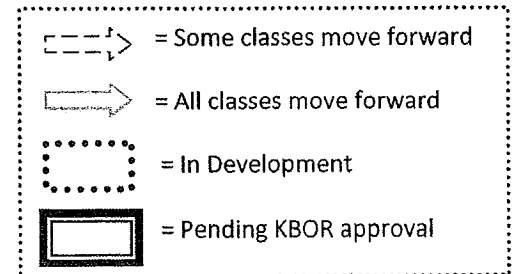 = Some classes move forward
= All classes move forward
= In Development
= Pending KBOR approval